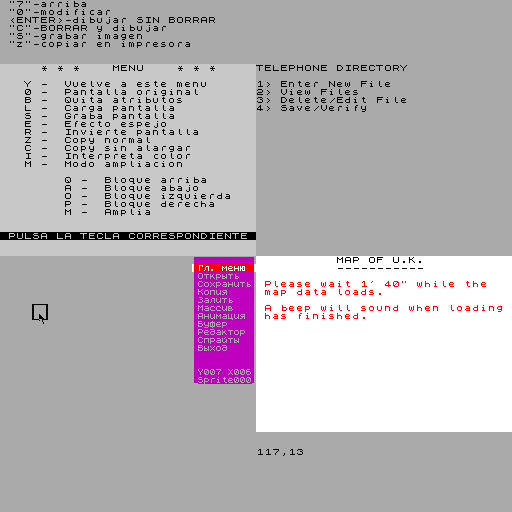 "7"-arriba
"0"-modificar
<ENTER>-dibujar SIN BORRAR
"C"-BORRAR y dibujar
"S"-grabar imagen
"z"-copiar en impresora
* * * MENU * * *
Y - Vuelve a este menu
0 - Pantalla original
B - Quita atributos
L - Carga pantalla
S - Graba pantalla
E - Efecto espejo
R - Invierte pantalla
Z - Copy normal
C - Copy sin alargar
I - Interpreta color
M - Modo ampliacion
Q - Bloque arriba
A - Bloque abajo
O - Bloque izquierda
P - Bloque derecha
M - Amplia
PULSA LA TECLA CORRESPONDIENTE
TELEPHONE DIRECTORY
1> Enter New File
2> View Files
3> Delete/Edit File
4> Save/Verify
Гл. меню
Открыть
Сохранить
Копия
Залить
Массив
Анимация
Буфер
Редактор
Спрайты
Выход
Y007 X006
Sprite000
MAP OF U.K.
-----------
Please wait 1' 40" while the
map data loads.
A beep will sound when loading
has finished.
117,13